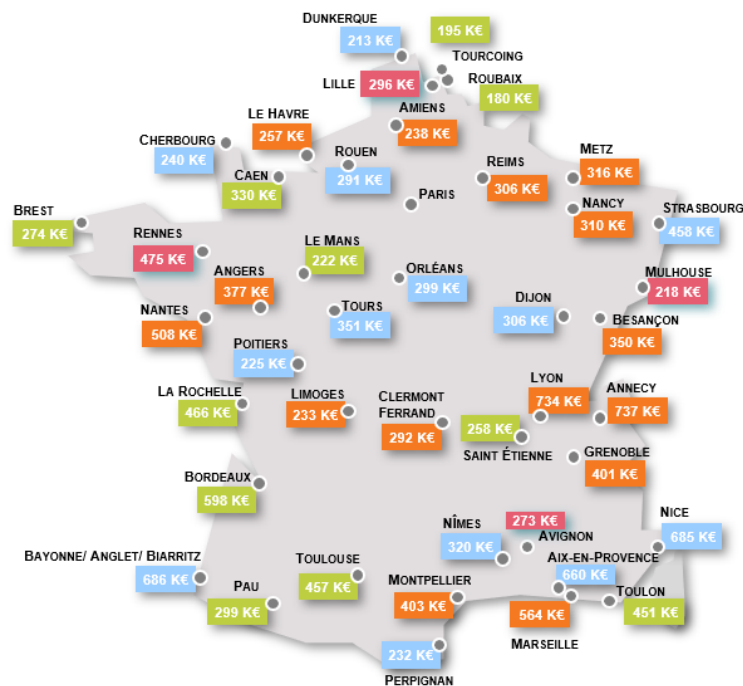 DUNKERQUE
213 K€
195 K€
TOURCOING
LILLE
296 K€
ROUBAIX
180 K€
LE HAVRE
257 K€
AMIENS
238 K€
CHERBOURG
240 K€
ROUEN
291 K€
CAEN
330 K€
REIMS
306 K€
METZ
316 K€
PARIS
NANCY
310 K€
STRASBOURG
458 K€
BREST
274 K€
RENNES
475 K€
LE MANS
222 K€
ANGERS
377 K€
ORLÉANS
299 K€
MULHOUSE
218 K€
NANTES
508 K€
TOURS
351 K€
DIJON
306 K€
BESANÇON
350 K€
POITIERS
225 K€
LA ROCHELLE
466 K€
LIMOGES
233 K€
CLERMONT
FERRAND
292 K€
LYON
734 K€
ANNECY
737 K€
258 K€
SAINT ÉTIENNE
GRENOBLE
401 K€
BORDEAUX
598 K€
NÎMES
320 K€
273 K€
AVIGNON
NICE
685 K€
BAYONNE/ ANGLET/ BIARRITZ
686 K€
TOULOUSE
457 K€
AIX-EN-PROVENCE
660 K€
PAU
299 K€
MONTPELLIER
403 K€
564 K€
MARSEILLE
TOULON
451 K€
232 K€
PERPIGNAN